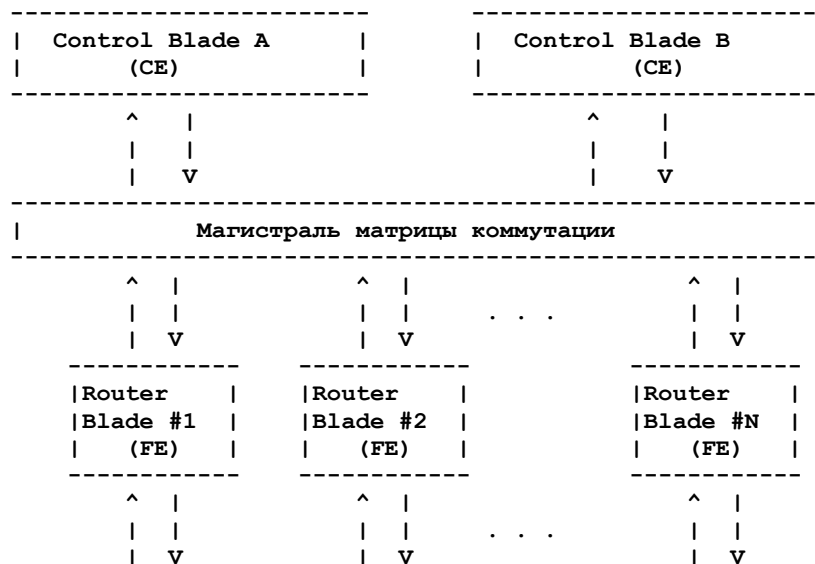 Control Blade A Control Blade B
(CE) (CE)
Магистраль матрицы коммутации
. . .
Router Router Router
Blade #1 Blade #2 Blade #N
(FE) (FE) (FE)
. . .